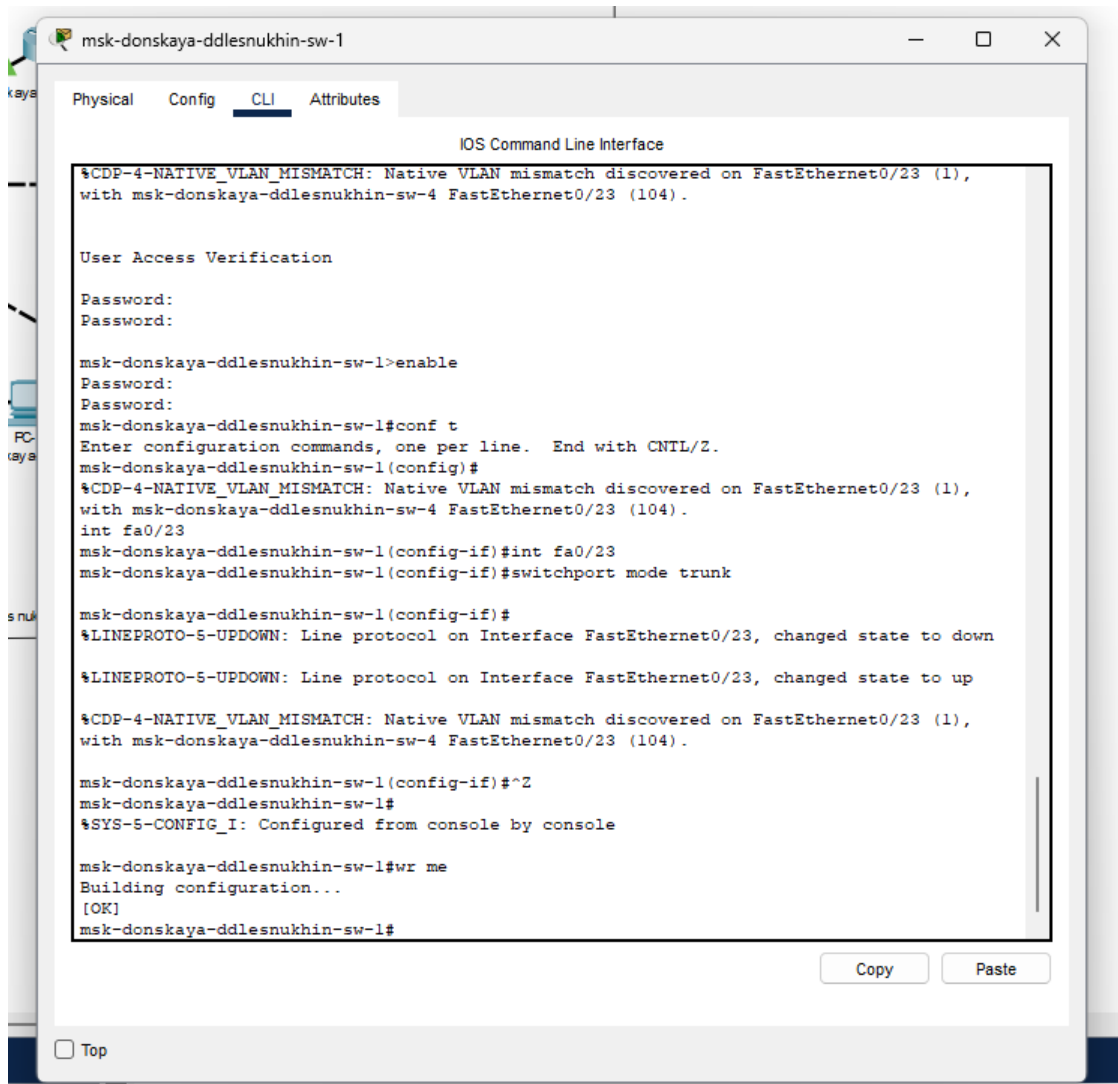 msk-donskaya-ddlesnukhin-sw-1
Physical Config CLI Attributes
IOS Command Line Interface
%CDP-4-NATIVE_VLAN_MISMATCH: Native VLAN mismatch discovered on FastEthernet0/23 (1),
with msk-donskaya-ddlesnukhin-sw-4 FastEthernet0/23 (104).
User Access Verification
Password:
Password:
msk-donskaya-ddlesnukhin-sw-1>enable
Password:
Password:
msk-donskaya-ddlesnukhin-sw-1#conf t
Enter configuration commands, one per line.  End with CNTL/Z.
msk-donskaya-ddlesnukhin-sw-1(config)#
%CDP-4-NATIVE_VLAN_MISMATCH: Native VLAN mismatch discovered on FastEthernet0/23 (1),
with msk-donskaya-ddlesnukhin-sw-4 FastEthernet0/23 (104).
int fa0/23
msk-donskaya-ddlesnukhin-sw-1(config-if)#int fa0/23
msk-donskaya-ddlesnukhin-sw-1(config-if)#switchport mode trunk
msk-donskaya-ddlesnukhin-sw-1(config-if)#
%LINEPROTO-5-UPDOWN: Line protocol on Interface FastEthernet0/23, changed state to down
%LINEPROTO-5-UPDOWN: Line protocol on Interface FastEthernet0/23, changed state to up
%CDP-4-NATIVE_VLAN_MISMATCH: Native VLAN mismatch discovered on FastEthernet0/23 (1),
with msk-donskaya-ddlesnukhin-sw-4 FastEthernet0/23 (104).
msk-donskaya-ddlesnukhin-sw-1(config-if)#^Z
msk-donskaya-ddlesnukhin-sw-1#
%SYS-5-CONFIG_I: Configured from console by console
msk-donskaya-ddlesnukhin-sw-1#wr me
Building configuration...
[OK]
msk-donskaya-ddlesnukhin-sw-1#
Copy Paste
Top
PC-